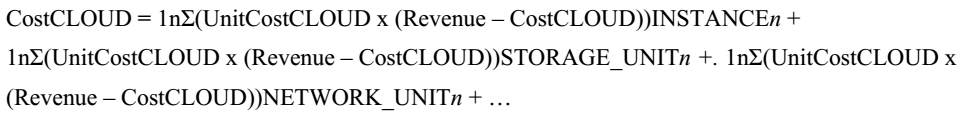 CostCLOUD = 1nΣ(UnitCostCLOUD x (Revenue – CostCLOUD))INSTANCEn +
1nΣ(UnitCostCLOUD x (Revenue – CostCLOUD))STORAGE_UNITn +. 1nΣ(UnitCostCLOUD x
(Revenue – CostCLOUD))NETWORK_UNITn + …